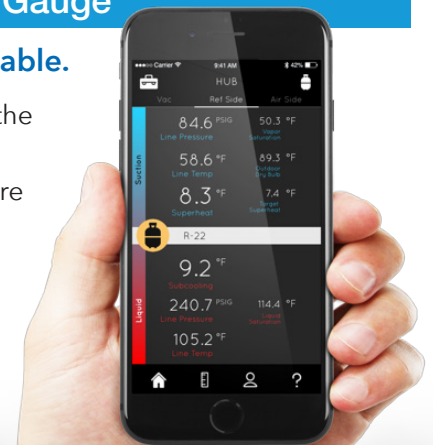 Gauge
able.
the
re
Carrier 9:41 AM 42%
HUB
Vac Ref Side Air Side
84.6 PSIG 50.3 °F
Line Pressure Vapor Saturation
58.6 °F 89.3 °F
Line Temp Outdoor Dry Bulb
8.3 °F 7.4 °F
Superheat Target Superheat
Suction
R-22
9.2 °F
Subcooling
240.7 PSIG 114.4 °F
Line Pressure Liquid Saturation
105.2 °F
Line Temp
Liquid
?